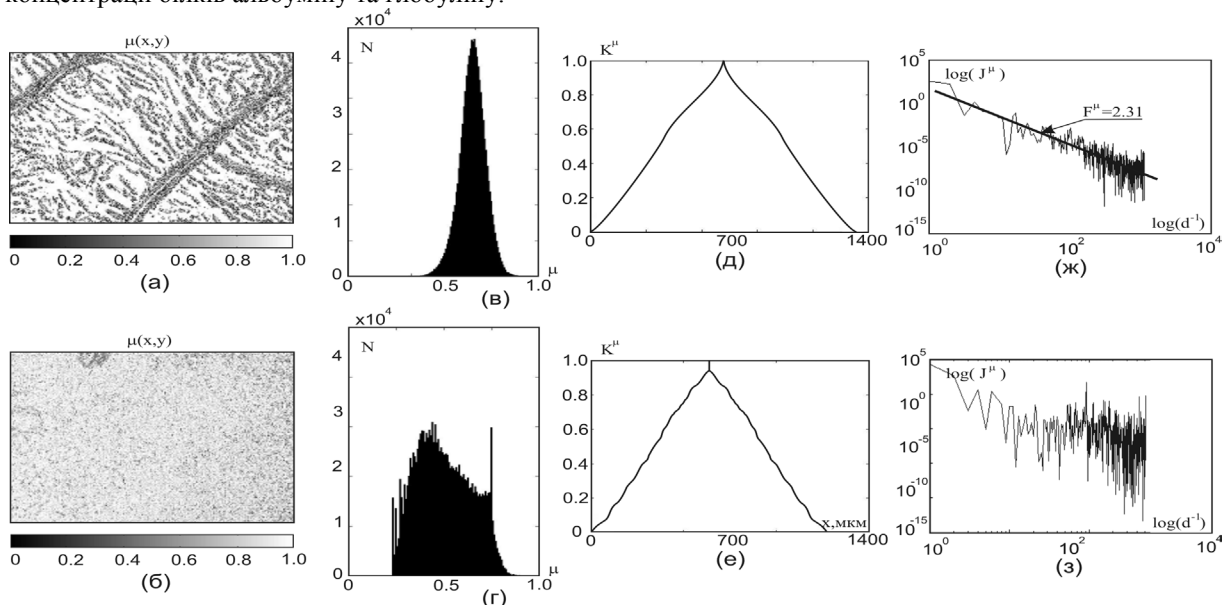 концентрації білків альбуміну та глобуліну.
μ(x,y)
0 0.2 0.4 0.6 0.8 1.0
(а)
x10⁴
N
4
3
2
1
0
0 0.5 1.0
μ
(в)
K^μ
1.0
0.8
0.6
0.4
0.2
0
0 700 1400
(д)
10⁵
log( J^μ )
10⁰
F^μ=2.31
10⁻⁵
10⁻¹⁰
10⁻¹⁵
log(d⁻¹)
10⁰ 10² 10⁴
(ж)
μ(x,y)
0 0.2 0.4 0.6 0.8 1.0
(б)
x10⁴
N
4
3
2
1
0
0 0.5 1.0
μ
(г)
K^μ
1.0
0.8
0.6
0.4
0.2
0
x,мкм
0 700 1400
(е)
10⁵
log( J^μ )
10⁰
10⁻⁵
10⁻¹⁰
10⁻¹⁵
log(d⁻¹)
10⁰ 10² 10⁴
(з)